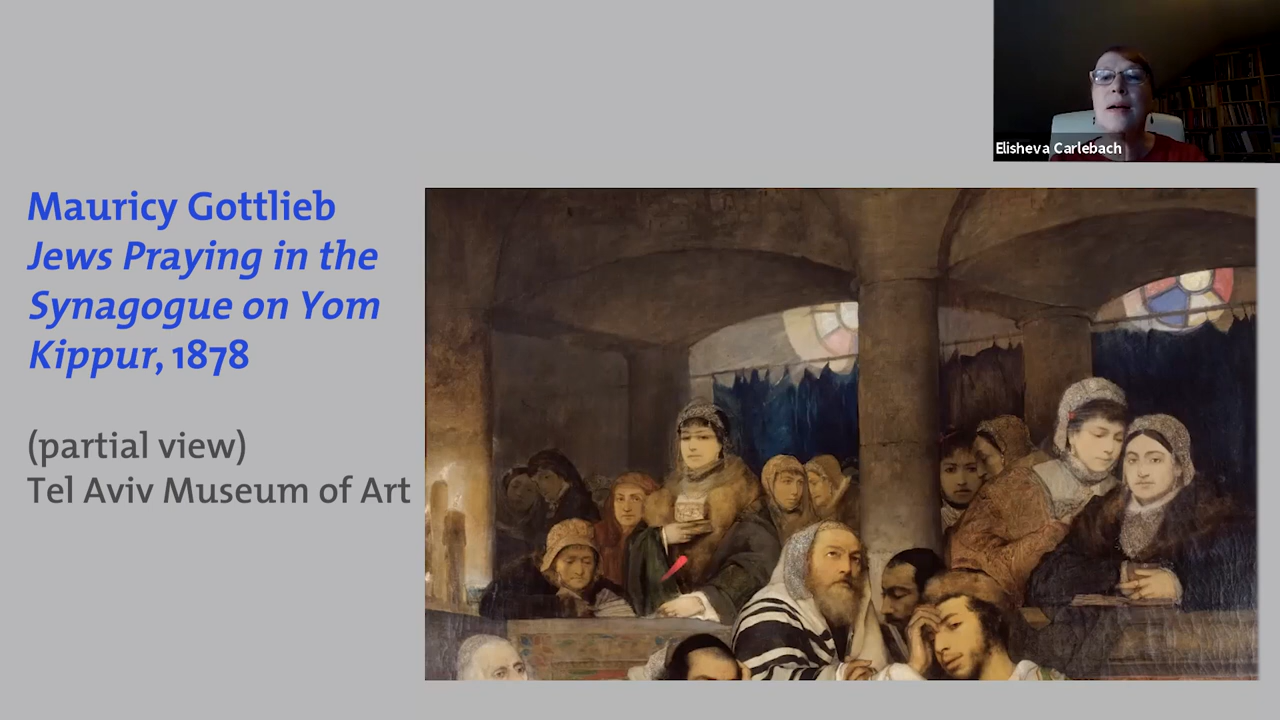 Elisheva Carlebach
Mauricy Gottlieb
Jews Praying in the
Synagogue on Yom
Kippur, 1878
(partial view)
Tel Aviv Museum of Art